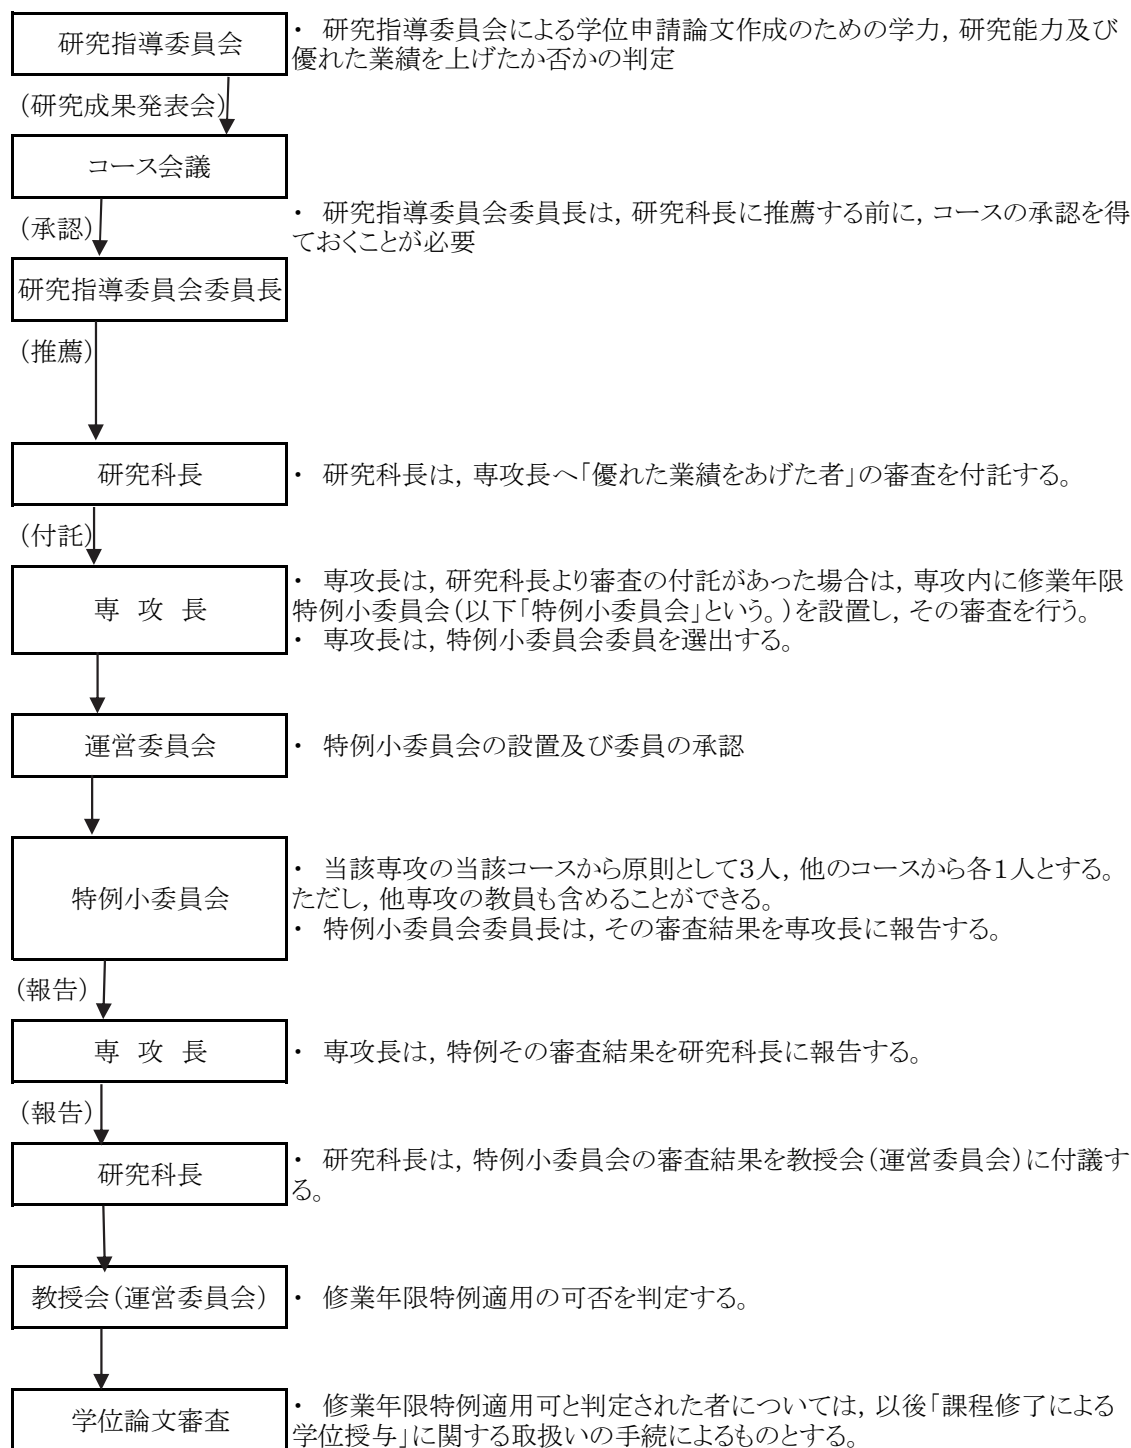 研究指導委員会
・ 研究指導委員会による学位申請論文作成のための学力，研究能力及び
優れた業績を上げたか否かの判定
（研究成果発表会）
コース会議
（承認）
・ 研究指導委員会委員長は，研究科長に推薦する前に，コースの承認を得
ておくことが必要
研究指導委員会委員長
（推薦）
研究科長
・ 研究科長は，専攻長へ「優れた業績をあげた者」の審査を付託する。
（付託）
専 攻 長
・ 専攻長は，研究科長より審査の付託があった場合は，専攻内に修業年限
特例小委員会（以下「特例小委員会」という。）を設置し，その審査を行う。
・ 専攻長は，特例小委員会委員を選出する。
運営委員会
・ 特例小委員会の設置及び委員の承認
特例小委員会
・ 当該専攻の当該コースから原則として３人，他のコースから各１人とする。
ただし，他専攻の教員も含めることができる。
・ 特例小委員会委員長は，その審査結果を専攻長に報告する。
（報告）
専 攻 長
・ 専攻長は，特例その審査結果を研究科長に報告する。
（報告）
研究科長
・ 研究科長は，特例小委員会の審査結果を教授会（運営委員会）に付議す
る。
教授会（運営委員会）
・ 修業年限特例適用の可否を判定する。
学位論文審査
・ 修業年限特例適用可と判定された者については，以後「課程修了による
学位授与」に関する取扱いの手続によるものとする。